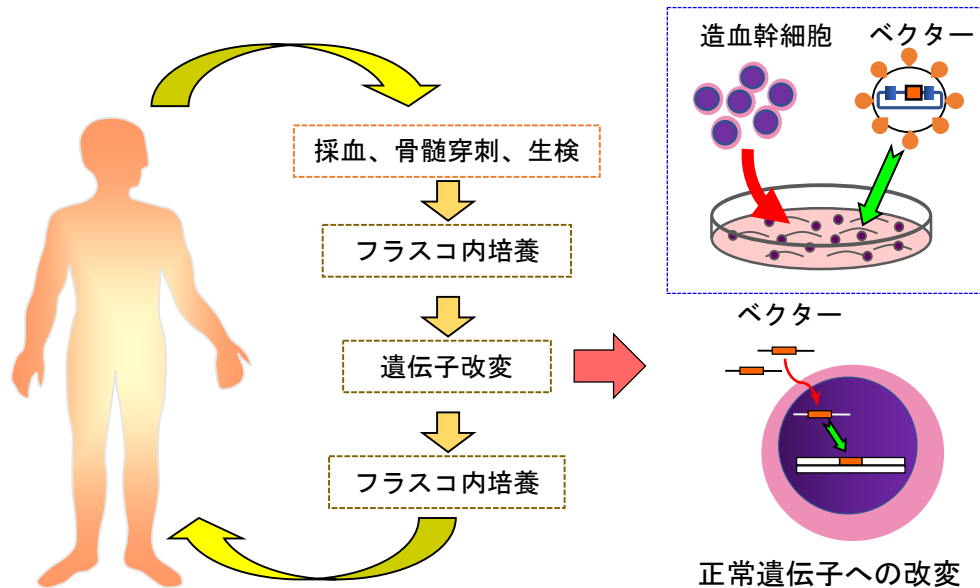 採血、骨髄穿刺、生検
フラスコ内培養
遺伝子改変
フラスコ内培養
造血幹細胞
ベクター
ベクター
正常遺伝子への改変